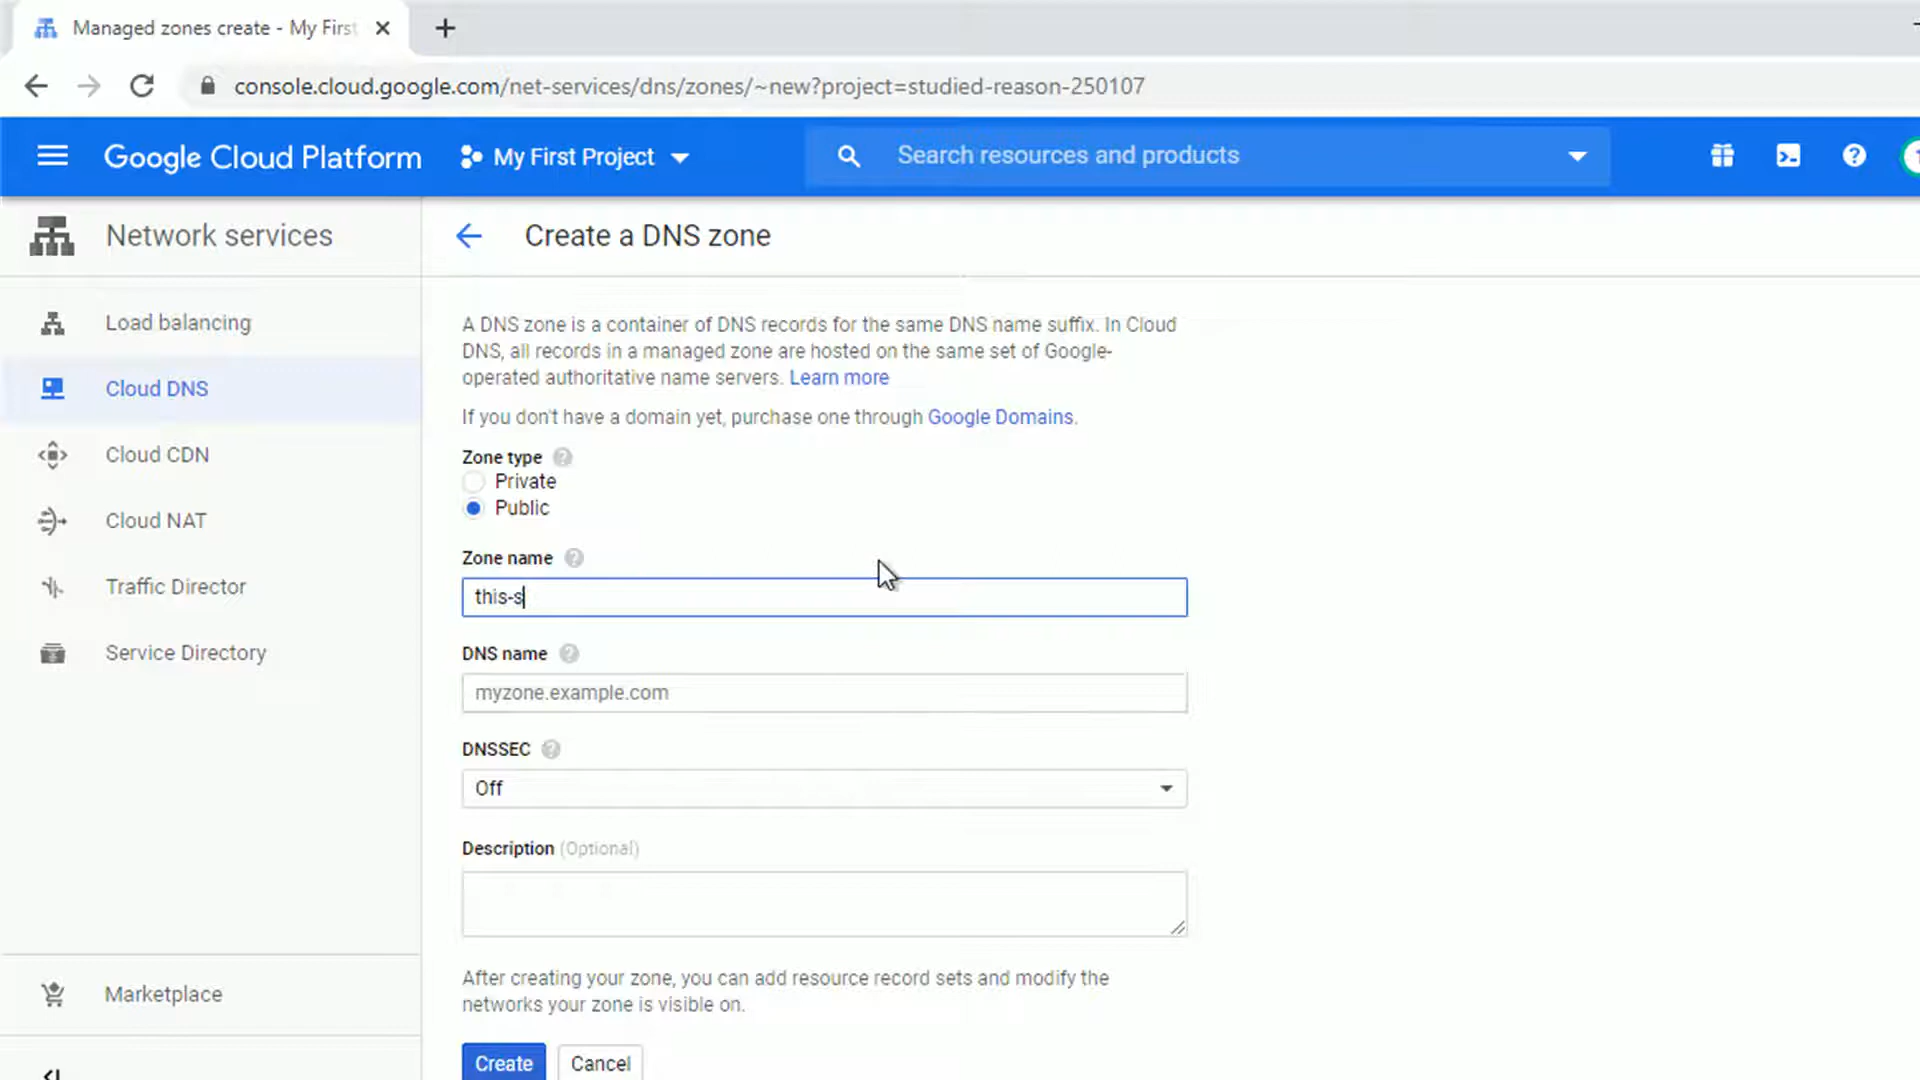 Managed zones create - My First
console.cloud.google.com/net-services/dns/zones/~new?project=studied-reason-250107
Google Cloud Platform
My First Project
Search resources and products
Network services
Create a DNS zone
Load balancing
Cloud DNS
Cloud CDN
Cloud NAT
Traffic Director
Service Directory
Marketplace
A DNS zone is a container of DNS records for the same DNS name suffix. In Cloud
DNS, all records in a managed zone are hosted on the same set of Google-
operated authoritative name servers. Learn more
If you don't have a domain yet, purchase one through Google Domains.
Zone type
Private
Public
Zone name
this-s
DNS name
myzone.example.com
DNSSEC
Off
Description (Optional)
After creating your zone, you can add resource record sets and modify the
networks your zone is visible on.
Create
Cancel